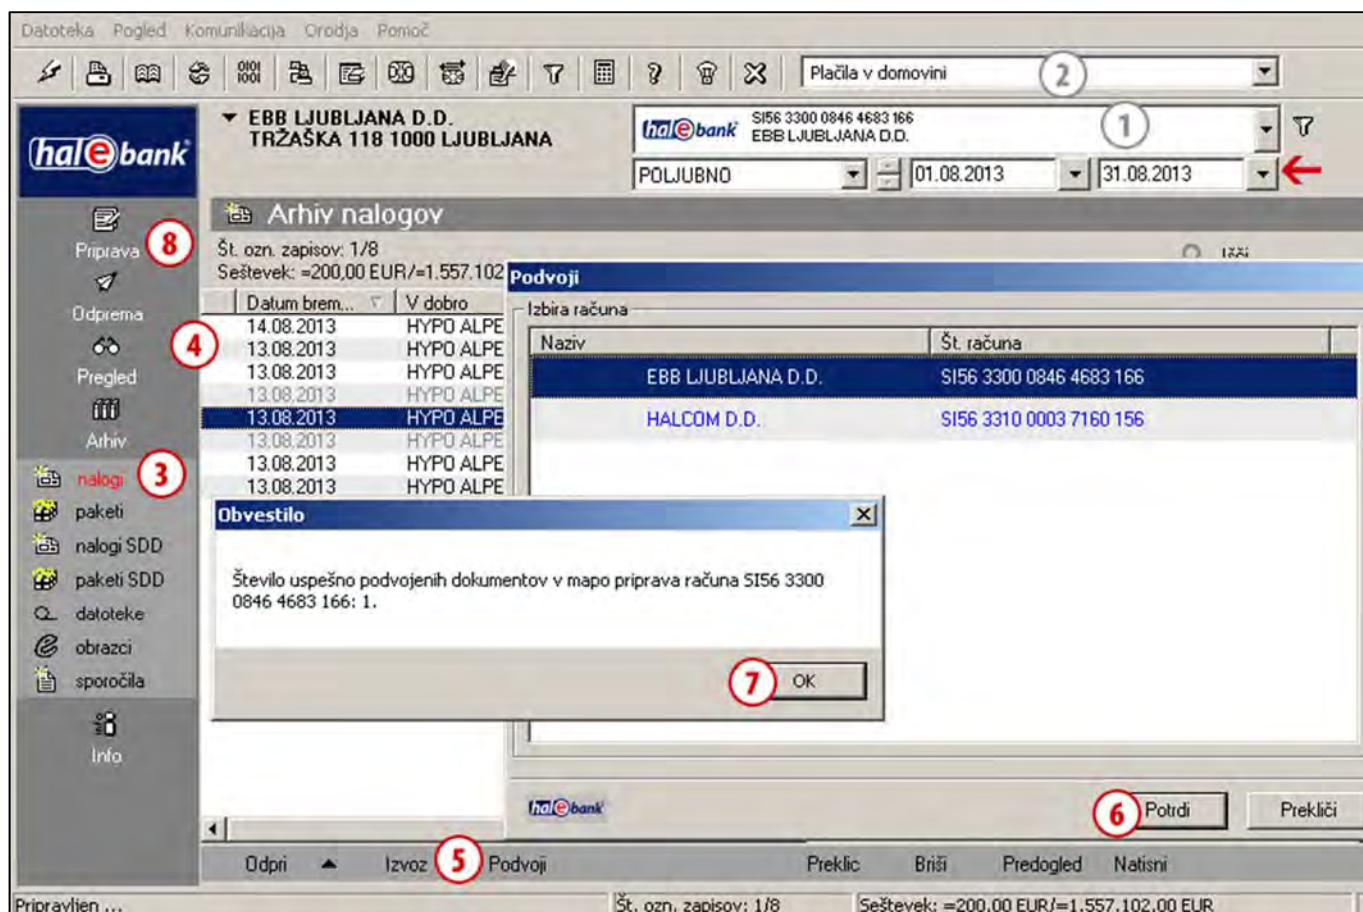 Datoteka Pogled Komunikacija Orodja Pomoč
Plačila v domovini 2
hal@bank
EBB LJUBLJANA D.D.
TRŽAŠKA 118 1000 LJUBLJANA
hal@bank SI56 3300 0846 4683 166
EBB LJUBLJANA D.D.
1
POLJUBNO 01.08.2013 31.08.2013
Arhiv nalogov
Priprava 8
Odprema
4
Pregled
Arhiv
nalogi 3
paketi
nalogi SDD
paketi SDD
datoteke
obrazci
sporočila
Info
Št. ozn. zapisov: 1/8
Išči
Seštevek: =200,00 EUR/=1.557.102
Datum brem... V dobro
14.08.2013 HYPO ALPE
13.08.2013 HYPO ALPE
13.08.2013 HYPO ALPE
13.08.2013 HYPO ALPE
13.08.2013 HYPO ALPE
13.08.2013 HYPO ALPE
13.08.2013 HYPO ALPE
13.08.2013 HYPO ALPE
Podvoji
Izbira računa
Naziv Št. računa
EBB LJUBLJANA D.D. SI56 3300 0846 4683 166
HALCOM D.D. SI56 3310 0003 7160 156
Obvestilo
Število uspešno podvojenih dokumentov v mapo priprava računa SI56 3300
0846 4683 166: 1.
7 OK
hal@bank
6 Potrdi Prekliči
Odpri Izvoz 5 Podvoji Preklic Briši Predogled Natisni
Pripravljen ... Št. ozn. zapisov: 1/8 Seštevek: =200,00 EUR/=1.557.102,00 EUR